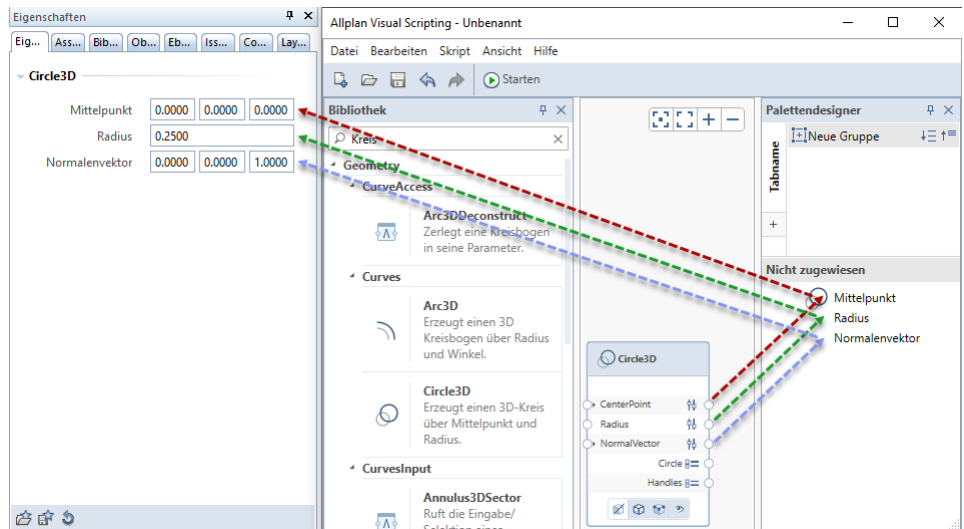 Eigenschaften
Eig... Ass... Bib... Ob... Eb... Iss... Co... Lay...
Circle3D
Mittelpunkt 0.0000 0.0000 0.0000
Radius 0.2500
Normalenvektor 0.0000 0.0000 1.0000
Allplan Visual Scripting - Unbenannt
Datei Bearbeiten Skript Ansicht Hilfe
Starten
Bibliothek
Kreis
Geometry
CurveAccess
Arc3DDeconstruct
Zerlegt eine Kreisbogen
in seine Parameter.
Curves
Arc3D
Erzeugt einen 3D
Kreisbogen über Radius
und Winkel.
Circle3D
Erzeugt einen 3D-Kreis
über Mittelpunkt und
Radius.
CurvesInput
Annulus3DSector
Ruft die Eingabe/
Circle3D
CenterPoint
Radius
NormalVector
Circle
Handles
Palettendesigner
Neue Gruppe
Tabname
+
Nicht zugewiesen
Mittelpunkt
Radius
Normalenvektor